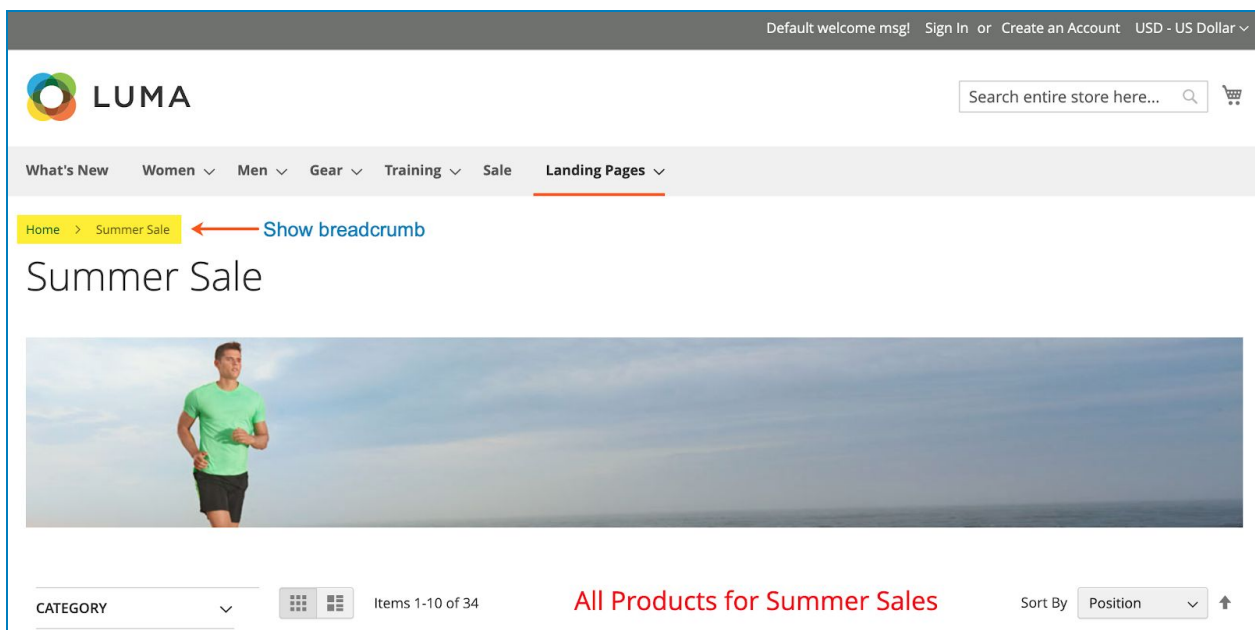 Default welcome msg! Sign In or Create an Account USD - US Dollar
LUMA
Search entire store here...
What's New Women Men Gear Training Sale Landing Pages
Home > Summer Sale Show breadcrumb
Summer Sale
CATEGORY Items 1-10 of 34 All Products for Summer Sales Sort By Position